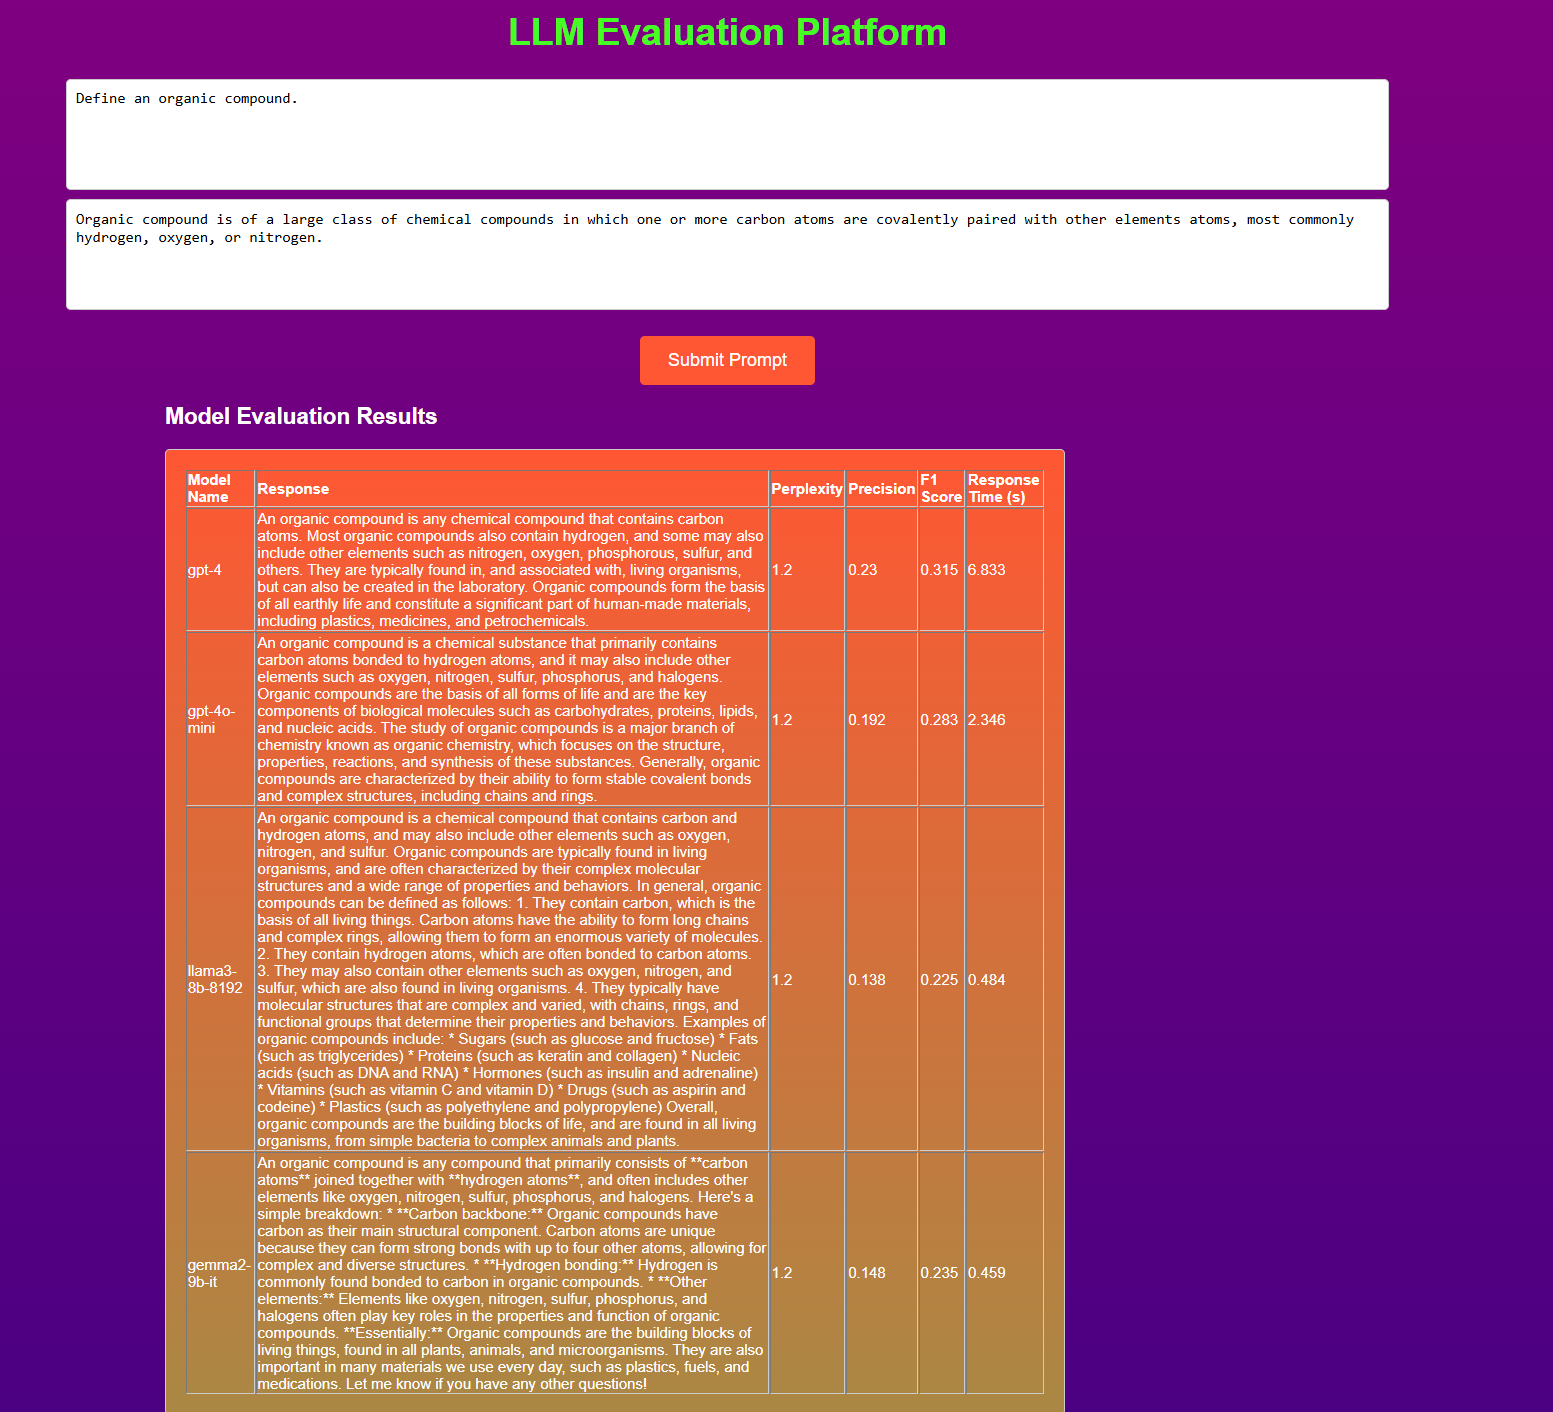 LLM Evaluation Platform
Define an organic compound.
Organic compound is of a large class of chemical compounds in which one or more carbon atoms are covalently paired with other elements atoms, most commonly
hydrogen, oxygen, or nitrogen.
Submit Prompt
Model Evaluation Results
Model
Name
Response
Perplexity
Precision
F1
Score
Response
Time (s)
gpt-4
An organic compound is any chemical compound that contains carbon
atoms. Most organic compounds also contain hydrogen, and some may also
include other elements such as nitrogen, oxygen, phosphorous, sulfur, and
others. They are typically found in, and associated with, living organisms,
but can also be created in the laboratory. Organic compounds form the basis
of all earthly life and constitute a significant part of human-made materials,
including plastics, medicines, and petrochemicals.
1.2
0.23
0.315
6.833
gpt-4o-
mini
An organic compound is a chemical substance that primarily contains
carbon atoms bonded to hydrogen atoms, and it may also include other
elements such as oxygen, nitrogen, sulfur, phosphorus, and halogens.
Organic compounds are the basis of all forms of life and are the key
components of biological molecules such as carbohydrates, proteins, lipids,
and nucleic acids. The study of organic compounds is a major branch of
chemistry known as organic chemistry, which focuses on the structure,
properties, reactions, and synthesis of these substances. Generally, organic
compounds are characterized by their ability to form stable covalent bonds
and complex structures, including chains and rings.
1.2
0.192
0.283
2.346
llama3-
8b-8192
An organic compound is a chemical compound that contains carbon and
hydrogen atoms, and may also include other elements such as oxygen,
nitrogen, and sulfur. Organic compounds are typically found in living
organisms, and are often characterized by their complex molecular
structures and a wide range of properties and behaviors. In general, organic
compounds can be defined as follows: 1. They contain carbon, which is the
basis of all living things. Carbon atoms have the ability to form long chains
and complex rings, allowing them to form an enormous variety of molecules.
2. They contain hydrogen atoms, which are often bonded to carbon atoms.
3. They may also contain other elements such as oxygen, nitrogen, and
sulfur, which are also found in living organisms. 4. They typically have
molecular structures that are complex and varied, with chains, rings, and
functional groups that determine their properties and behaviors. Examples of
organic compounds include: * Sugars (such as glucose and fructose) * Fats
(such as triglycerides) * Proteins (such as keratin and collagen) * Nucleic
acids (such as DNA and RNA) * Hormones (such as insulin and adrenaline)
* Vitamins (such as vitamin C and vitamin D) * Drugs (such as aspirin and
codeine) * Plastics (such as polyethylene and polypropylene) Overall,
organic compounds are the building blocks of life, and are found in all living
organisms, from simple bacteria to complex animals and plants.
1.2
0.138
0.225
0.484
gemma2-
9b-it
An organic compound is any compound that primarily consists of **carbon
atoms** joined together with **hydrogen atoms**, and often includes other
elements like oxygen, nitrogen, sulfur, phosphorus, and halogens. Here's a
simple breakdown: * **Carbon backbone:** Organic compounds have
carbon as their main structural component. Carbon atoms are unique
because they can form strong bonds with up to four other atoms, allowing for
complex and diverse structures. * **Hydrogen bonding:** Hydrogen is
commonly found bonded to carbon in organic compounds. * **Other
elements:** Elements like oxygen, nitrogen, sulfur, phosphorus, and
halogens often play key roles in the properties and function of organic
compounds. **Essentially:** Organic compounds are the building blocks of
living things, found in all plants, animals, and microorganisms. They are also
important in many materials we use every day, such as plastics, fuels, and
medications. Let me know if you have any other questions!
1.2
0.148
0.235
0.459